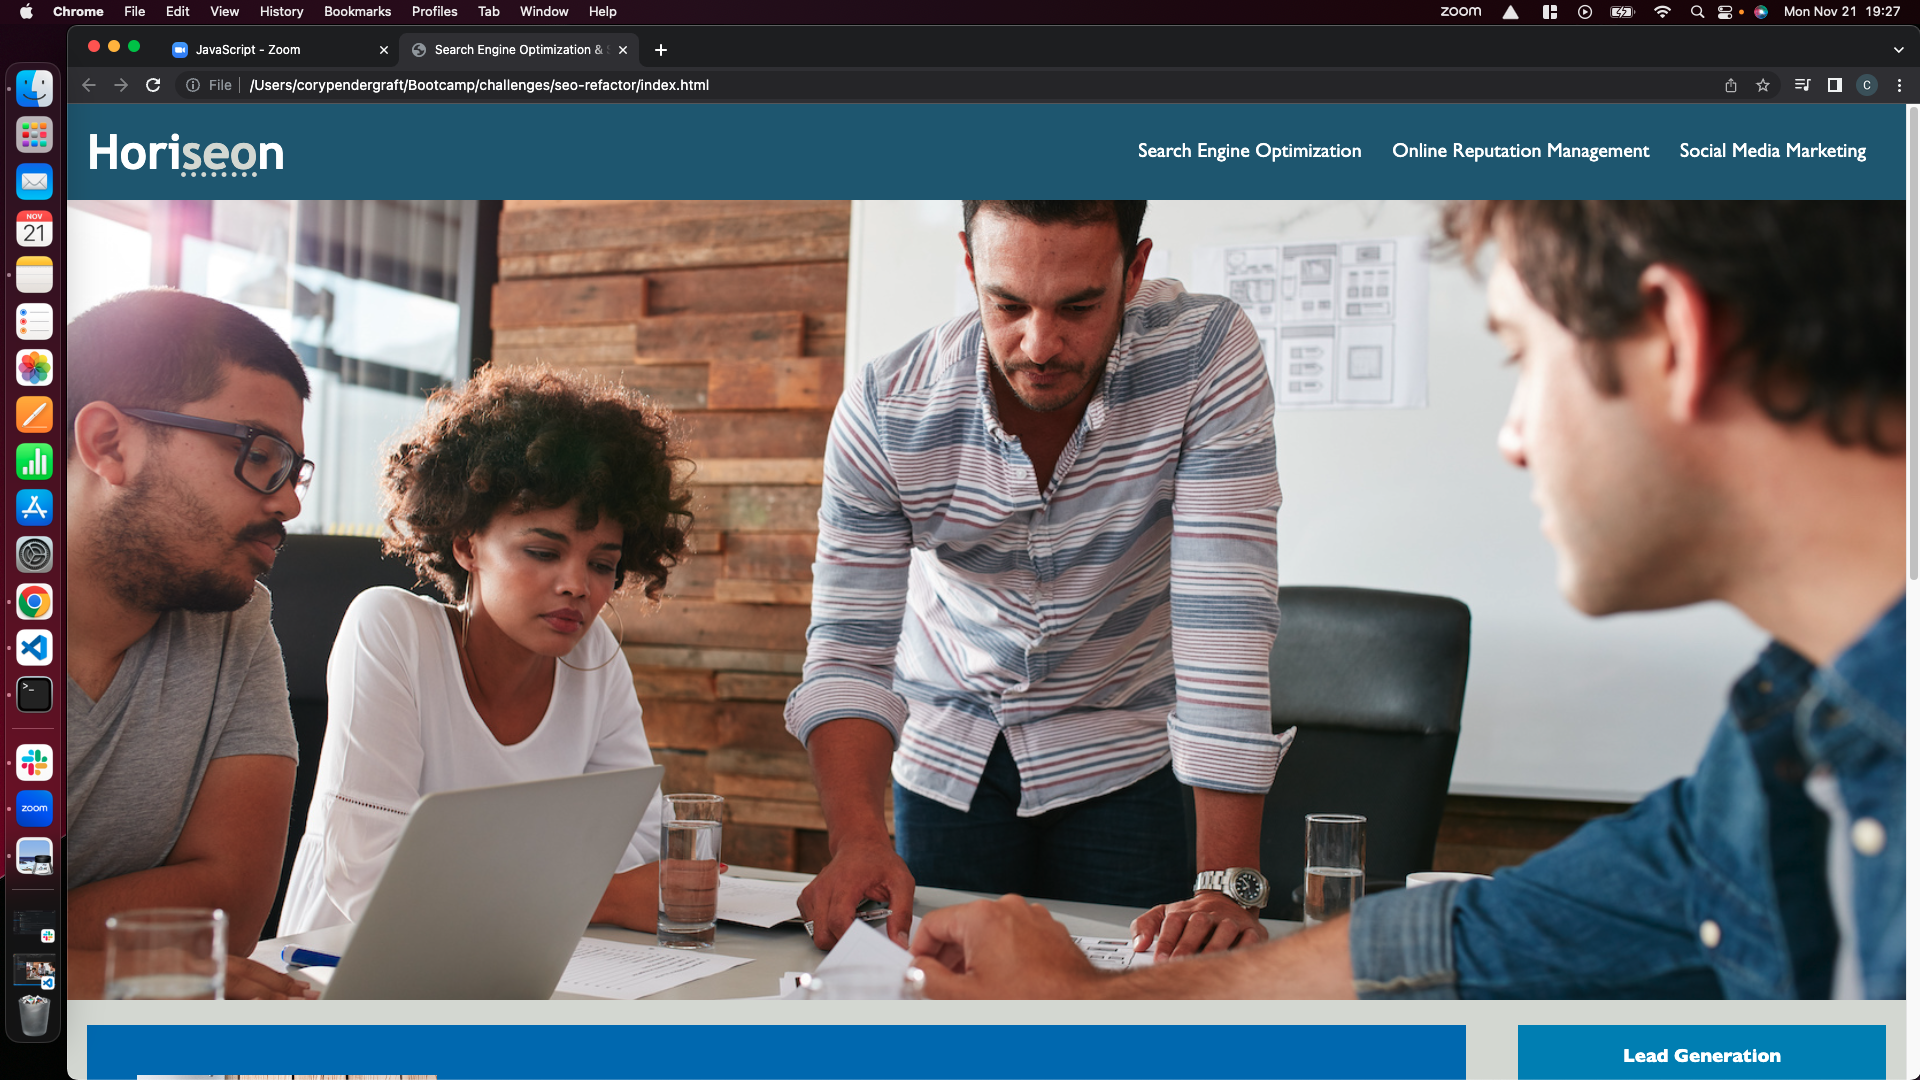 Chrome File Edit View History Bookmarks Profiles Tab Window Help zoom Mon Nov 21 19:27
JavaScript - Zoom Search Engine Optimization &
File /Users/corypendergraft/Bootcamp/challenges/seo-refactor/index.html C
Horiseon Search Engine Optimization Online Reputation Management Social Media Marketing
NOV
21
zoom
Lead Generation